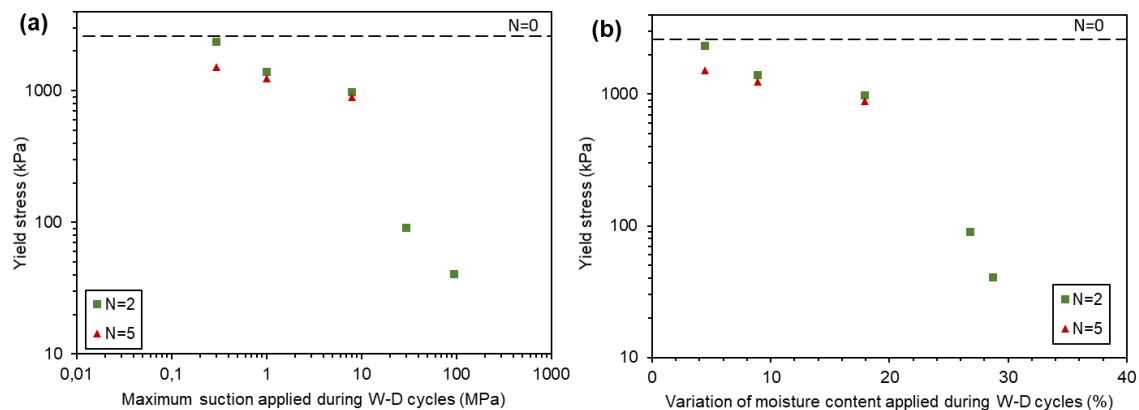 (a)
N=0
1000
100
10
Yield stress (kPa)
N=2
N=5
0,01
0,1
1
10
100
1000
Maximum suction applied during W-D cycles (MPa)
(b)
N=0
1000
100
10
Yield stress (kPa)
N=2
N=5
0
10
20
30
40
Variation of moisture content applied during W-D cycles (%)